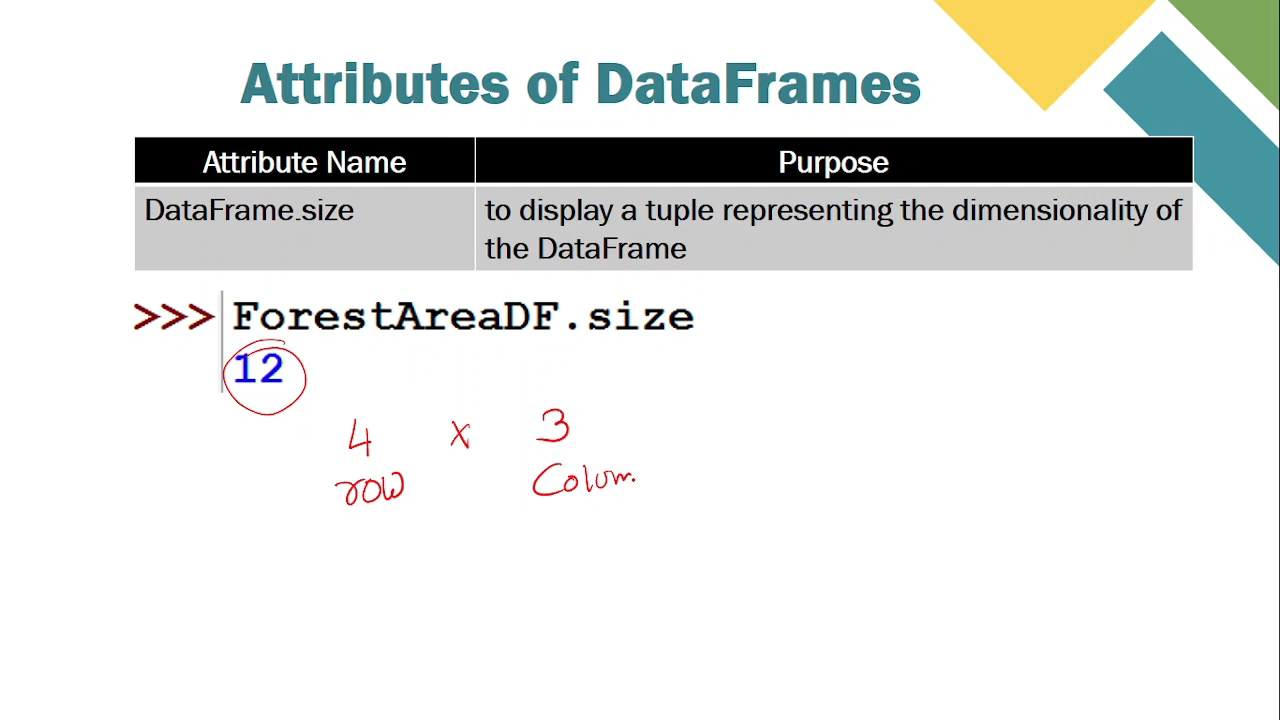 Attributes of DataFrames
Attribute Name Purpose
DataFrame.size to display a tuple representing the dimensionality of
the DataFrame
>>> ForestAreaDF.size
12
4 x 3
row Colum.